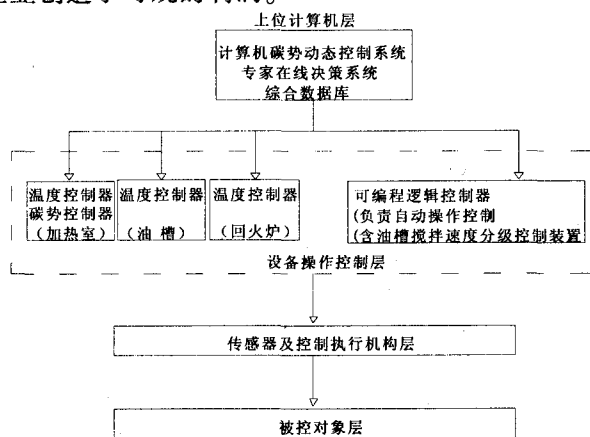 上位计算机层
计算机碳势动态控制系统
专家在线决策系统
综合数据库
温度控制器
碳势控制器
（加热室）
温度控制器
（油 槽）
温度控制器
（回火炉）
可编程逻辑控制器
(负责自动操作控制
(含油槽搅拌速度分级控制装置
设备操作控制层
传感器及控制执行机构层
被控对象层